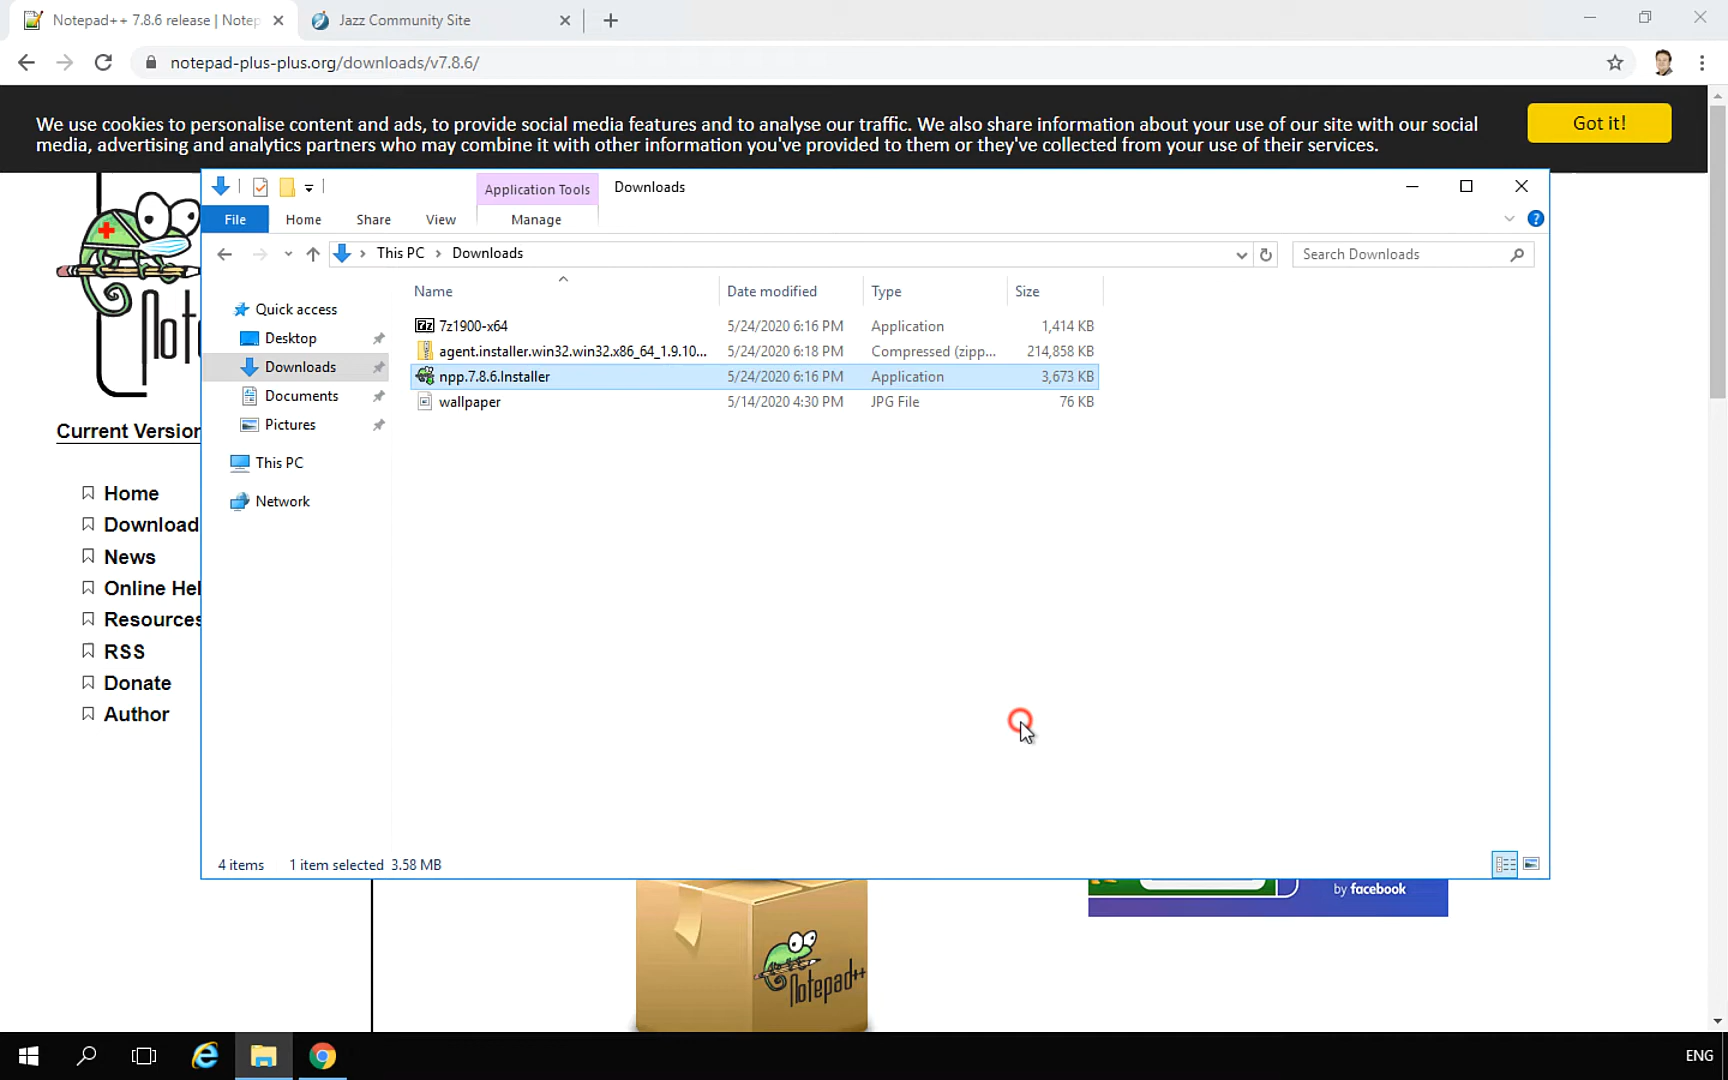 Notepad++ 7.8.6 release | Notep
Jazz Community Site
notepad-plus-plus.org/downloads/v7.8.6/
We use cookies to personalise content and ads, to provide social media features and to analyse our traffic. We also share information about your use of our site with our social
media, advertising and analytics partners who may combine it with other information you've provided to them or they've collected from your use of their services.
Got it!
Application Tools
Downloads
File
Home
Share
View
Manage
This PC
Downloads
Search Downloads
Name
Date modified
Type
Size
Quick access
Desktop
Downloads
Documents
Pictures
This PC
Network
7z1900-x64 5/24/2020 6:16 PM Application 1,414 KB
agent.installer.win32.win32.x86_64_1.9.10... 5/24/2020 6:18 PM Compressed (zipp... 214,858 KB
npp.7.8.6.Installer 5/24/2020 6:16 PM Application 3,673 KB
wallpaper 5/14/2020 4:30 PM JPG File 76 KB
Current Version
Home
Download
News
Online Hel
Resources
RSS
Donate
Author
4 items 1 item selected 3.58 MB
by facebook
Notepad++
ENG